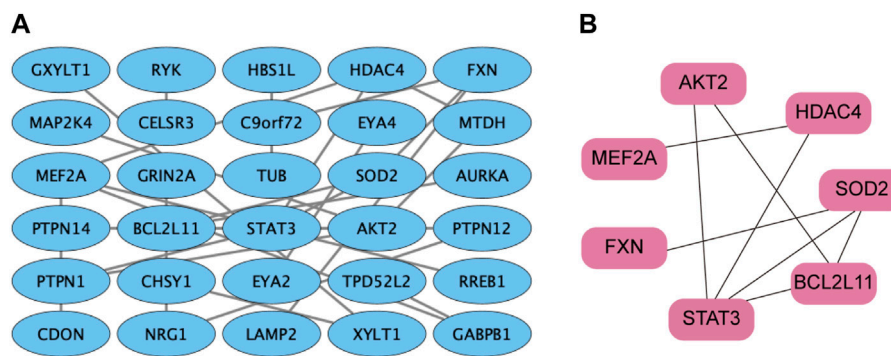 A
GXYLT1 RYK HBS1L HDAC4 FXN
MAP2K4 CELSR3 C9orf72 EYA4 MTDH
MEF2A GRIN2A TUB SOD2 AURKA
PTPN14 BCL2L11 STAT3 AKT2 PTPN12
PTPN1 CHSY1 EYA2 TPD52L2 RREB1
CDON NRG1 LAMP2 XYLT1 GABPB1
B
AKT2
HDAC4
MEF2A
SOD2
FXN
BCL2L11
STAT3